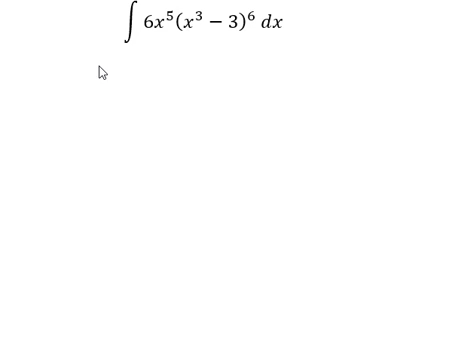 ∫ 6x⁵(x³ − 3)⁶ dx